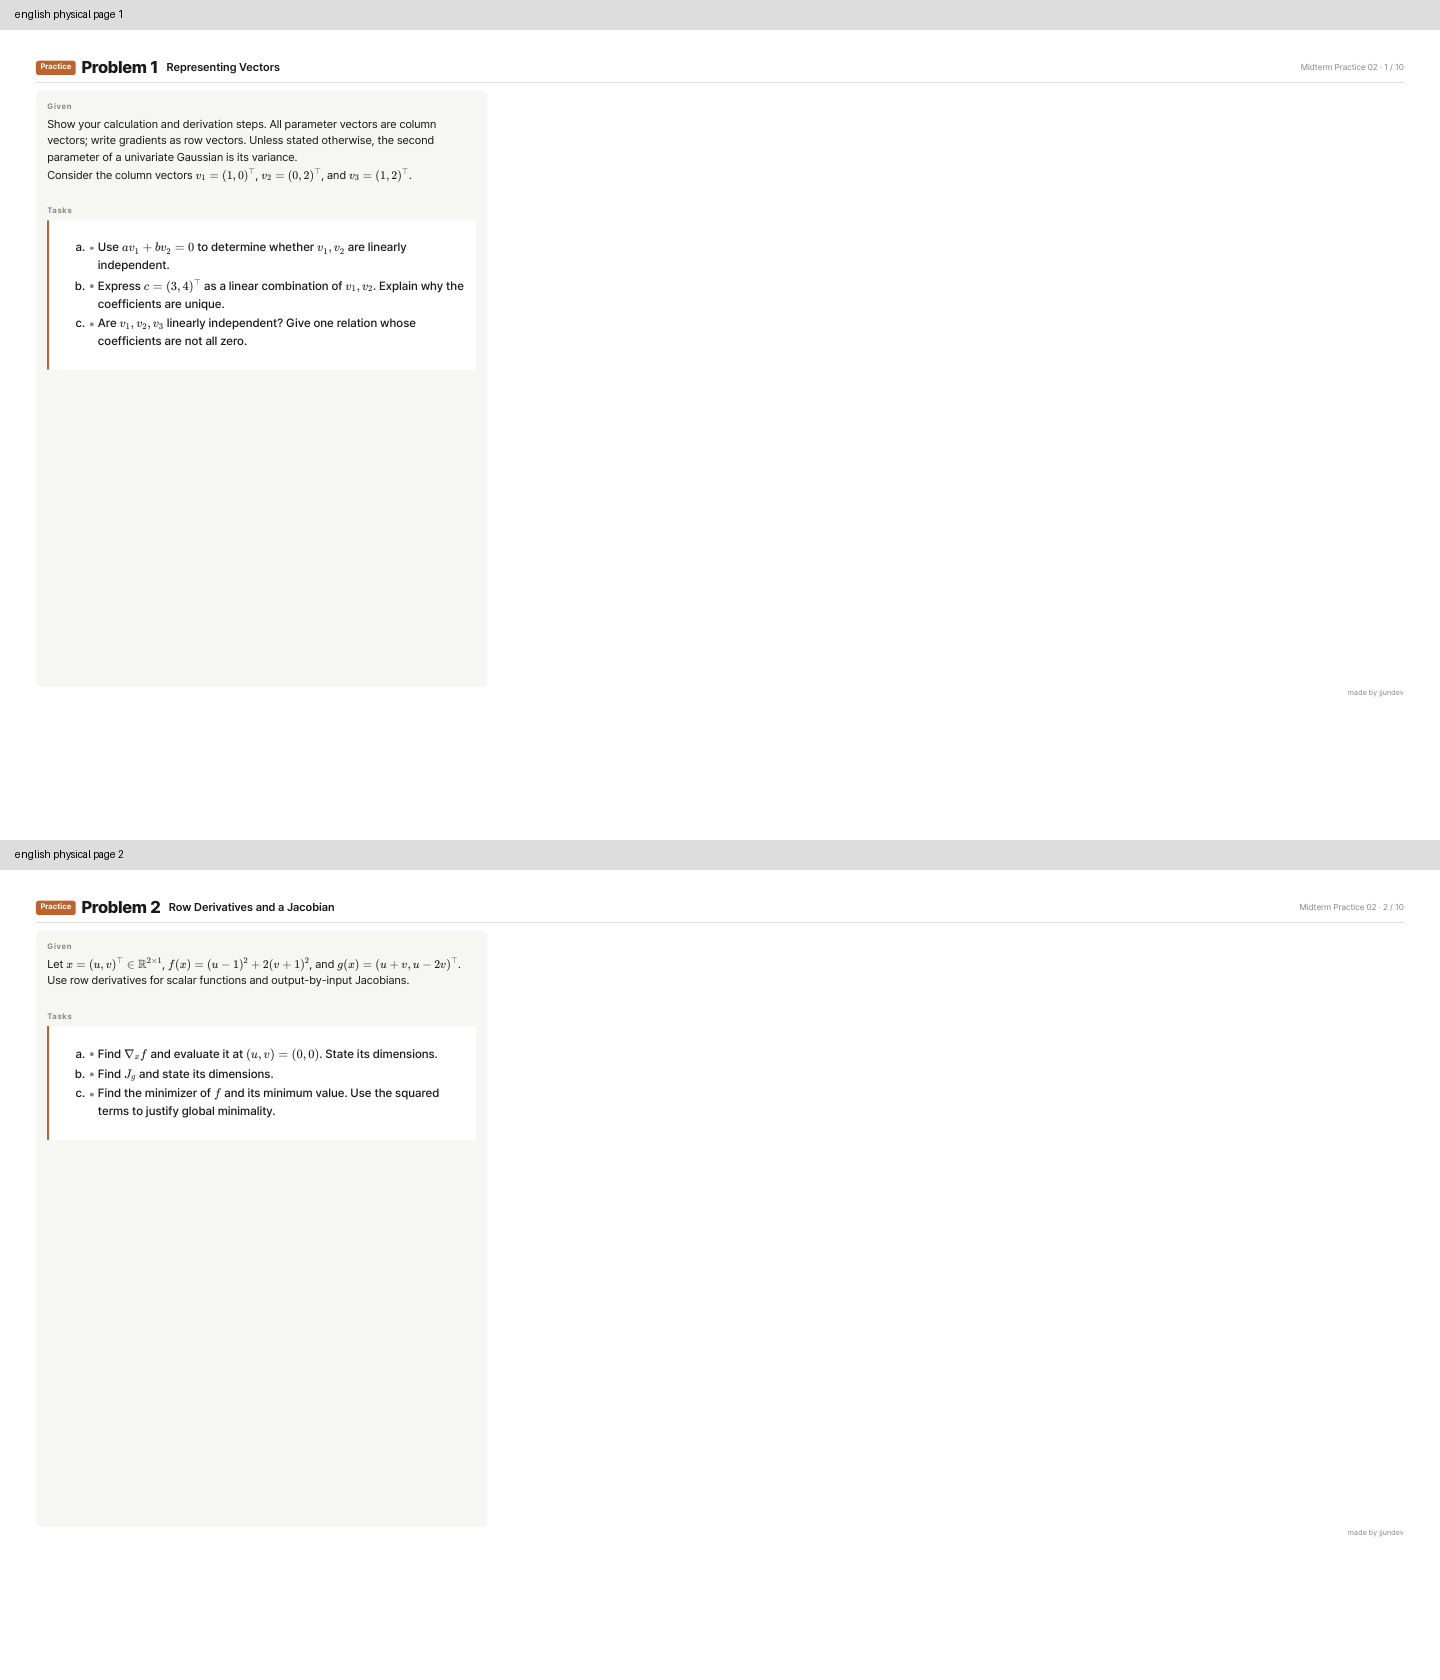 english physical page 1
Practice Problem 1 Representing Vectors Midterm Practice 02 · 1 / 10
Given
Show your calculation and derivation steps. All parameter vectors are column
vectors; write gradients as row vectors. Unless stated otherwise, the second
parameter of a univariate Gaussian is its variance.
Consider the column vectors v₁ = (1, 0)^⊤, v₂ = (0, 2)^⊤, and v₃ = (1, 2)^⊤.
Tasks
a. • Use av₁ + bv₂ = 0 to determine whether v₁, v₂ are linearly
independent.
b. • Express c = (3, 4)^⊤ as a linear combination of v₁, v₂. Explain why the
coefficients are unique.
c. • Are v₁, v₂, v₃ linearly independent? Give one relation whose
coefficients are not all zero.
made by jjundev
english physical page 2
Practice Problem 2 Row Derivatives and a Jacobian Midterm Practice 02 · 2 / 10
Given
Let x = (u, v)^⊤ ∈ ℝ^{2×1}, f(x) = (u − 1)² + 2(v + 1)², and g(x) = (u + v, u − 2v)^⊤.
Use row derivatives for scalar functions and output-by-input Jacobians.
Tasks
a. • Find ∇ₓf and evaluate it at (u, v) = (0, 0). State its dimensions.
b. • Find J_g and state its dimensions.
c. • Find the minimizer of f and its minimum value. Use the squared
terms to justify global minimality.
made by jjundev